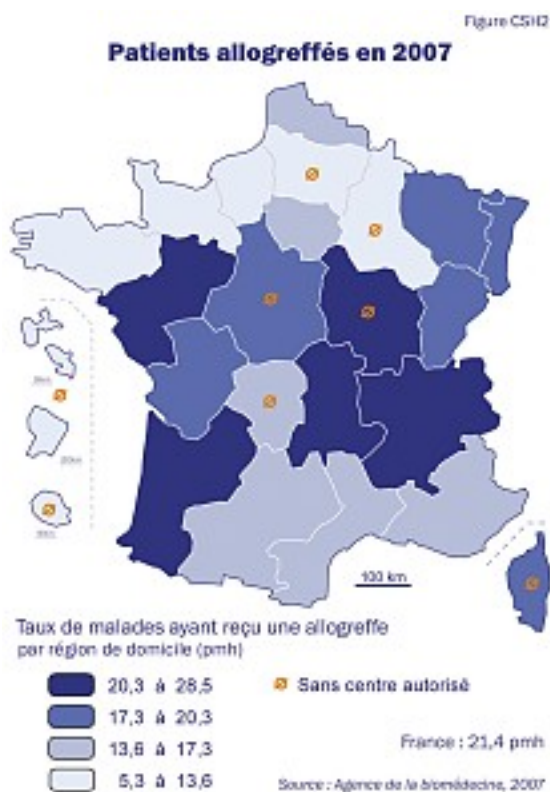 Figure CSH2
Patients allogreffés en 2007
100 km
Taux de malades ayant reçu une allogreffe
par région de domicile (pmh)
20,3 à 28,5
17,3 à 20,3
13,6 à 17,3
5,3 à 13,6
Sans centre autorisé
France : 21,4 pmh
Source : Agence de la biomédecine, 2007